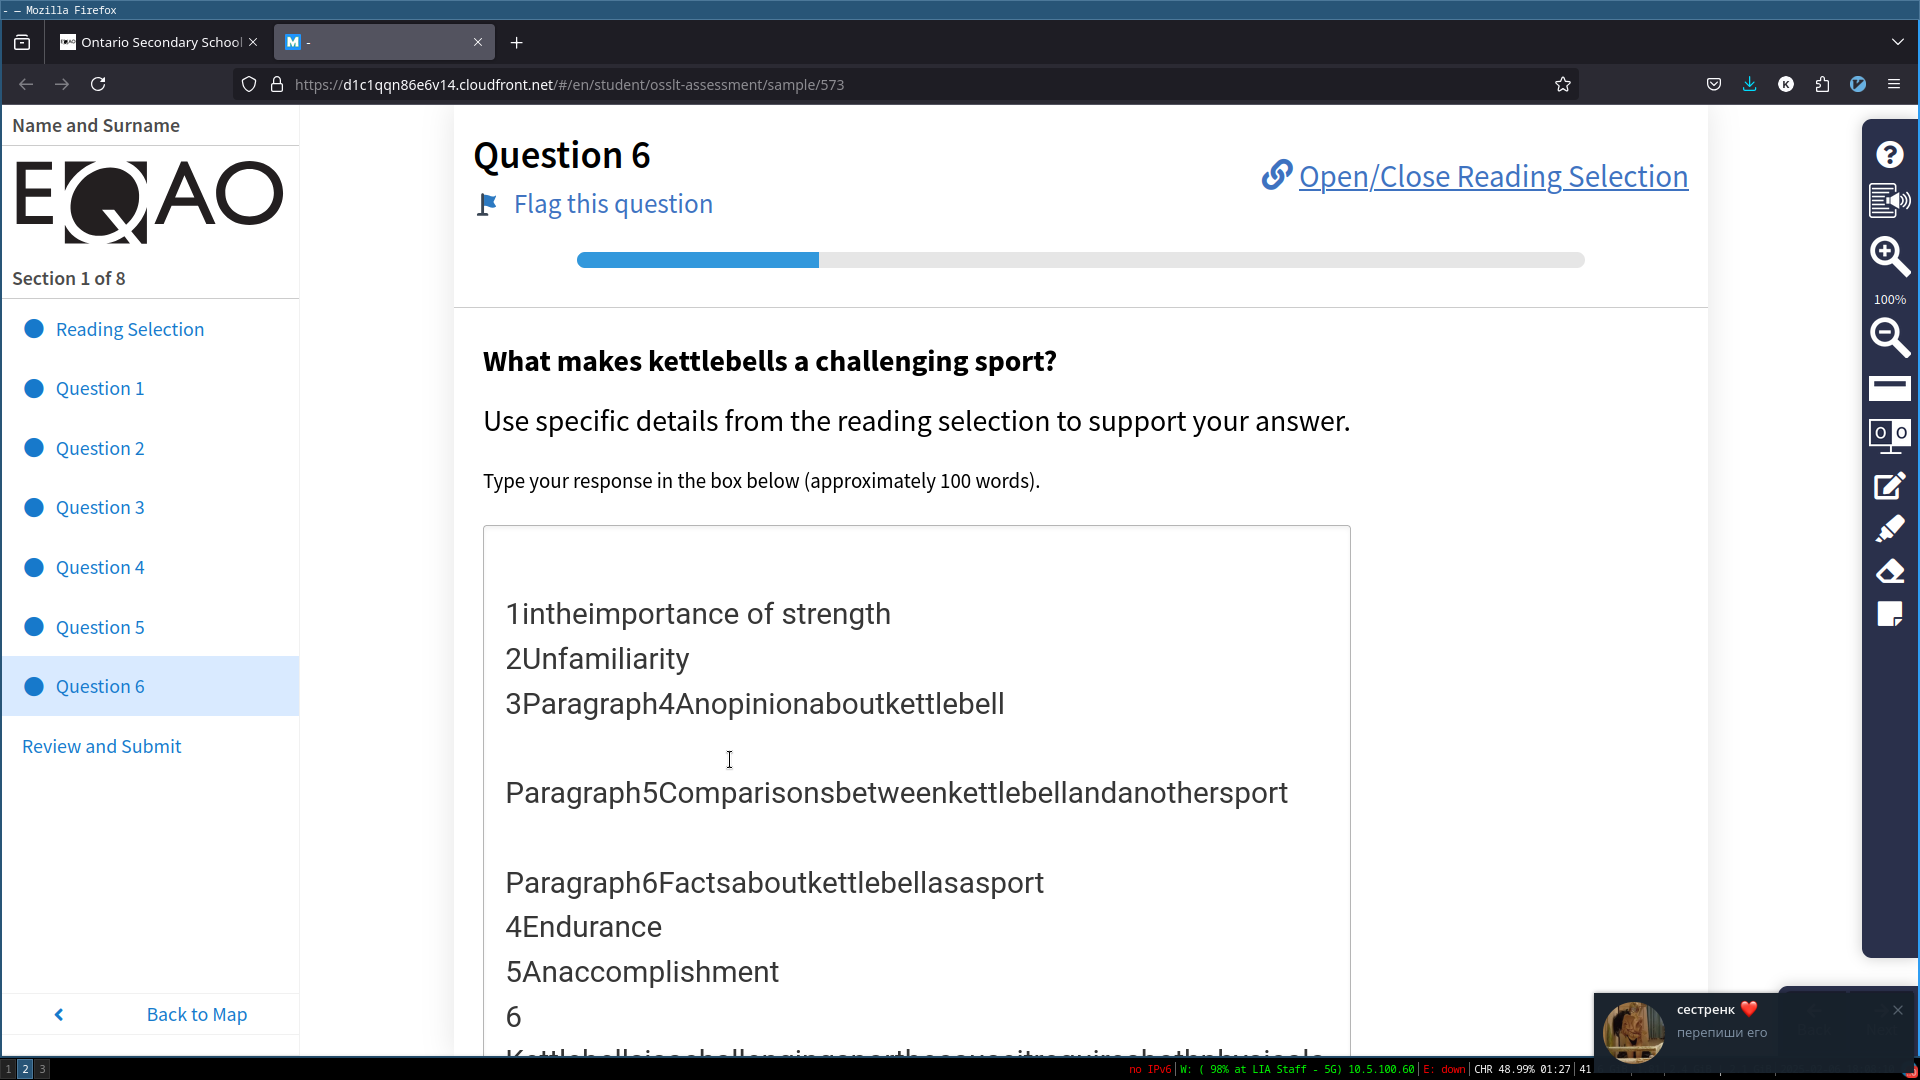 - — Mozilla Firefox
Ontario Secondary School
M -
https://d1c1qqn86e6v14.cloudfront.net/#/en/student/osslt-assessment/sample/573
Name and Surname
EQAO
Section 1 of 8
Reading Selection
Question 1
Question 2
Question 3
Question 4
Question 5
Question 6
Review and Submit
Back to Map
Question 6
Flag this question
Open/Close Reading Selection
What makes kettlebells a challenging sport?
Use specific details from the reading selection to support your answer.
Type your response in the box below (approximately 100 words).
1intheimportance of strength
2Unfamiliarity
3Paragraph4Anopinionaboutkettlebell
Paragraph5Comparisonsbetweenkettlebellandanothersport
Paragraph6Factsaboutkettlebellasasport
4Endurance
5Anaccomplishment
6
100%
сестренк ❤️
перепиши его
1 2 3
no IPv6 W: ( 98% at LIA Staff - 5G) 10.5.100.60 E: down CHR 48.99% 01:27 41